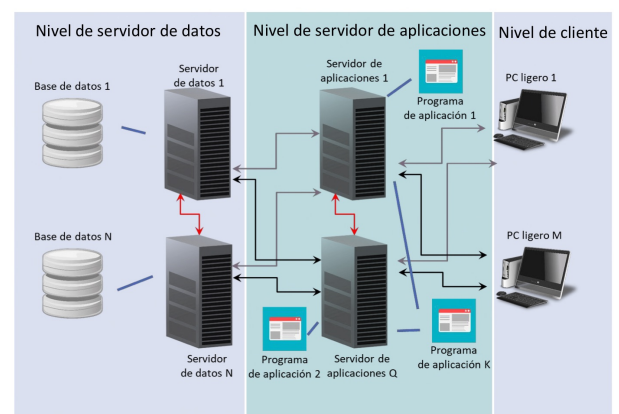 Nivel de servidor de datos
Nivel de servidor de aplicaciones
Nivel de cliente
Base de datos 1
Servidor
de datos 1
Servidor de
aplicaciones 1
Programa
de aplicación 1
PC ligero 1
Base de datos N
Servidor
de datos N
Programa
de aplicación 2
Servidor de
aplicaciones Q
Programa
de aplicación K
PC ligero M